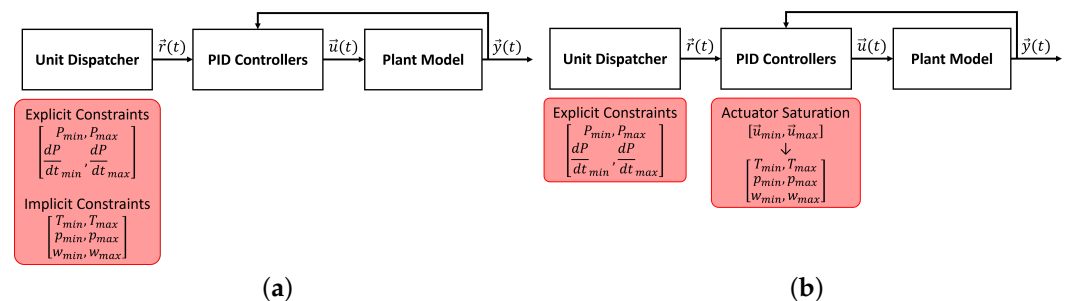 r⃗(t)
u⃗(t)
y⃗(t)
Unit Dispatcher
PID Controllers
Plant Model
Explicit Constraints
[P_min, P_max
dP/dt_min, dP/dt_max]
Implicit Constraints
[T_min, T_max
p_min, p_max
w_min, w_max]
(a)
r⃗(t)
u⃗(t)
y⃗(t)
Unit Dispatcher
PID Controllers
Plant Model
Explicit Constraints
[P_min, P_max
dP/dt_min, dP/dt_max]
Actuator Saturation
[u⃗_min, u⃗_max]
↓
[T_min, T_max
p_min, p_max
w_min, w_max]
(b)